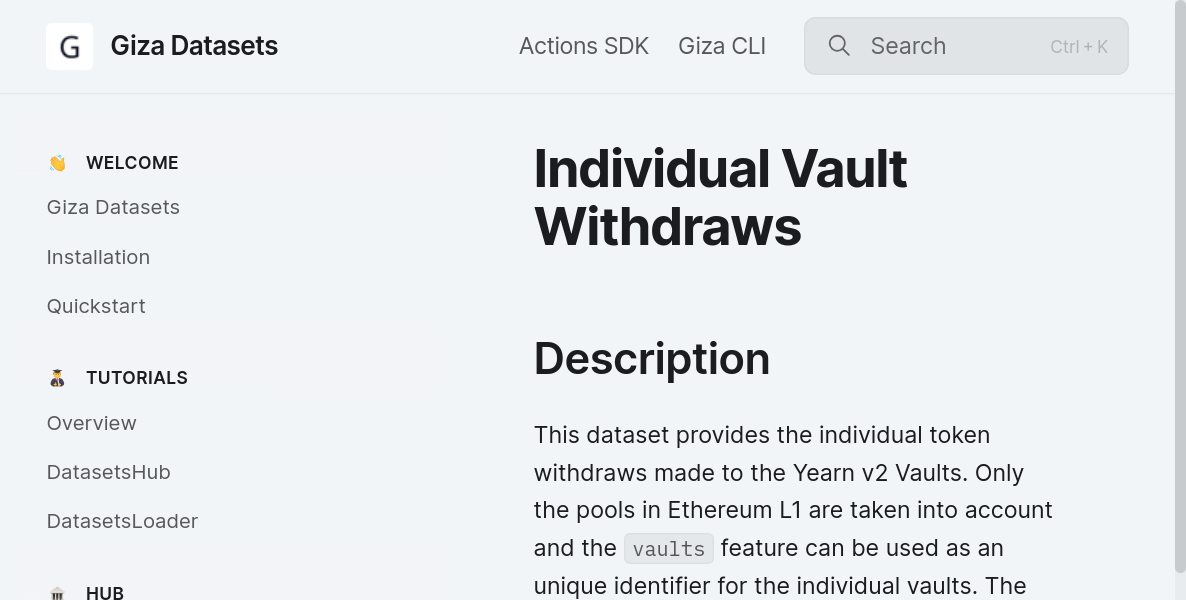 G Giza Datasets
Actions SDK
Giza CLI
Search
Ctrl + K
WELCOME
Giza Datasets
Installation
Quickstart
TUTORIALS
Overview
DatasetsHub
DatasetsLoader
HUB
Individual Vault
Withdraws
Description
This dataset provides the individual token
withdraws made to the Yearn v2 Vaults. Only
the pools in Ethereum L1 are taken into account
and the vaults feature can be used as an
unique identifier for the individual vaults. The